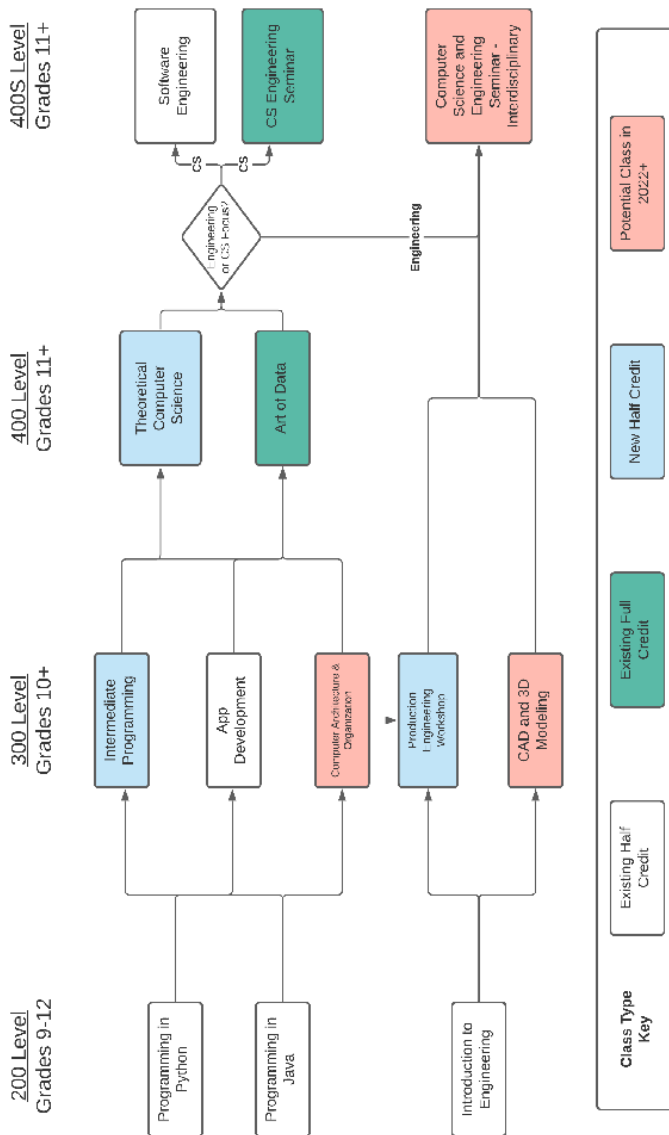 200 Level
Grades 9-12
300 Level
Grades 10+
400 Level
Grades 11+
400S Level
Grades 11+
Programming in
Python
Programming in
Java
Introduction to
Engineering
Intermediate
Programming
App
Development
Computer Architecture &
Organization
Production
Engineering
Workshop
CAD and 3D
Modeling
Theoretical
Computer
Science
Art of Data
Engineering
or CS Focus?
CS
CS
Engineering
Software
Engineering
CS Engineering
Seminar
Computer
Science and
Engineering
Seminar -
Interdisciplinary
Class Type
Key
Existing Half
Credit
Existing Full
Credit
New Half Credit
Potential Class in
2022+